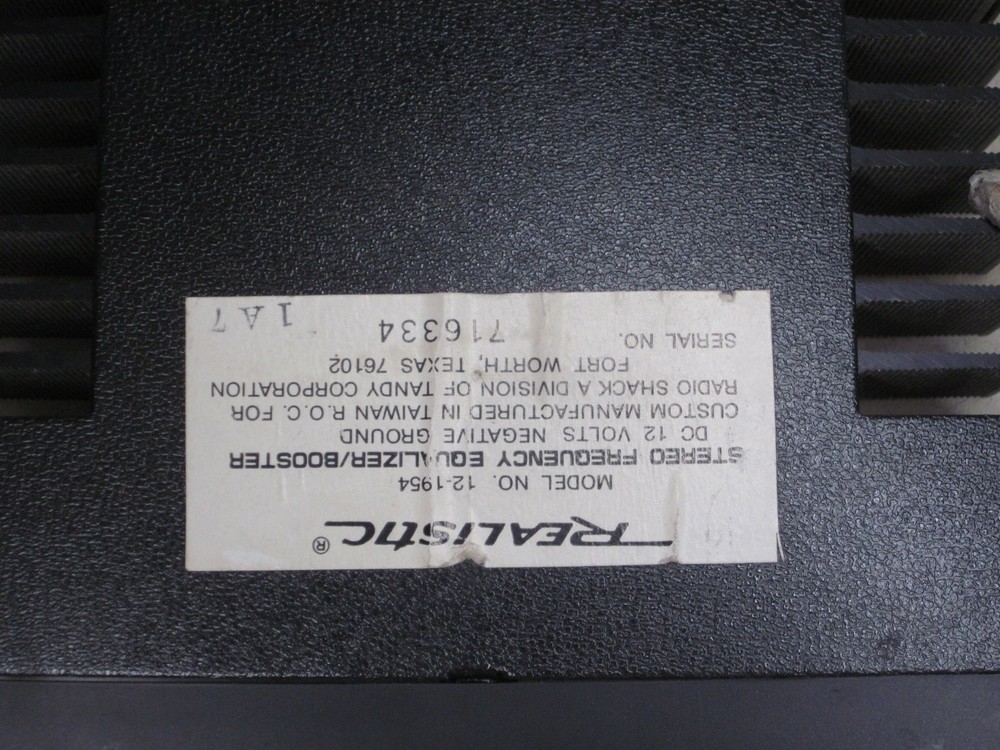 REALISTIC ®
MODEL NO. 12-1954
STEREO FREQUENCY EQUALIZER/BOOSTER
DC 12 VOLTS NEGATIVE GROUND
CUSTOM MANUFACTURED IN TAIWAN R.O.C. FOR
RADIO SHACK A DIVISION OF TANDY CORPORATION
FORT WORTH, TEXAS 76102
SERIAL NO. 716334
1A7